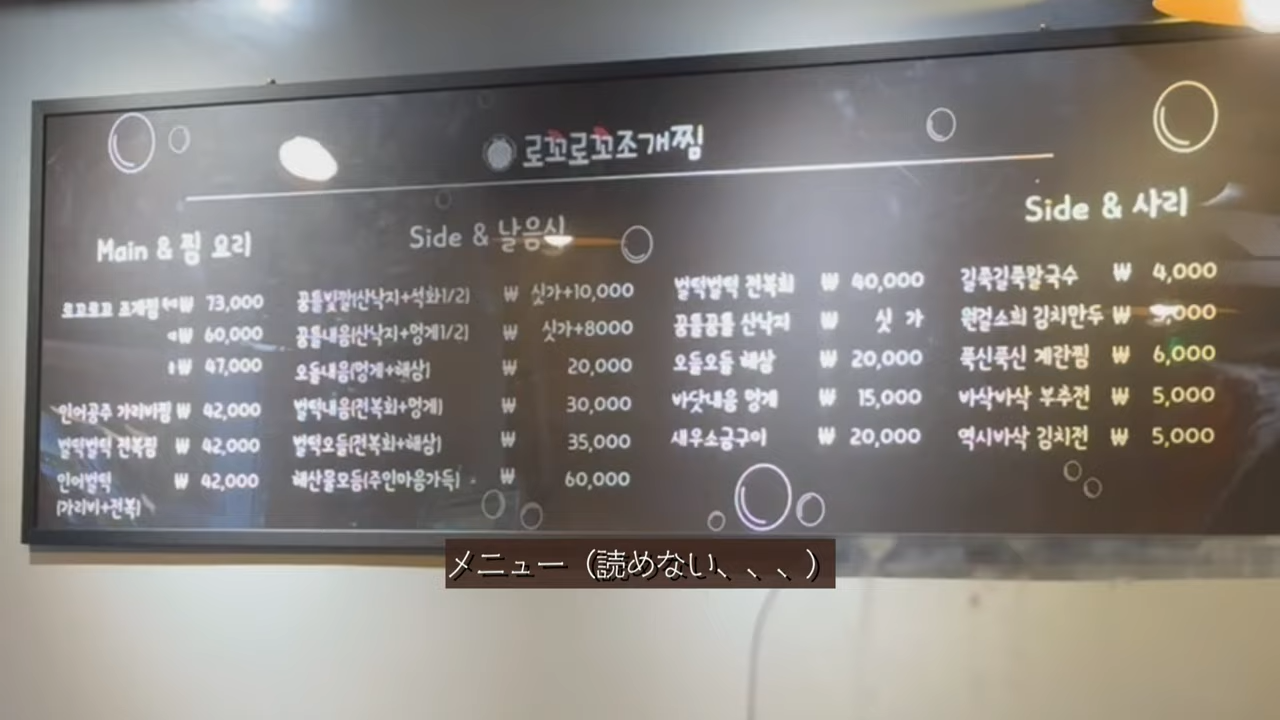 로꼬로꼬조개찜
Main & 찜 요리
로꼬로꼬 조개찜 ₩ 73,000
₩ 60,000
₩ 47,000
인어공주 가리비찜 ₩ 42,000
벌떡벌떡 전복찜 ₩ 42,000
인어벌떡 ₩ 42,000
(가리비+전복)
Side & 날음식
꿈틀빛깔(산낙지+석화1/2) ₩ 싯가+10,000
꿈틀내음(산낙지+멍게1/2) ₩ 싯가+8000
오들내음(멍게+해삼) ₩ 20,000
벌떡내음(전복회+멍게) ₩ 30,000
벌떡오들(전복회+해삼) ₩ 35,000
해산물모듬(주인마음가득) ₩ 60,000
벌떡벌떡 전복회 ₩ 40,000
꿈틀꿈틀 산낙지 ₩ 싯 가
오들오들 해삼 ₩ 20,000
바닷내음 멍게 ₩ 15,000
새우소금구이 ₩ 20,000
Side & 사리
길쭉길쭉칼국수 ₩ 4,000
원걸소희 김치만두 ₩
푹신푹신 계란찜 ₩ 6,000
바삭바삭 부추전 ₩ 5,000
역시바삭 김치전 ₩ 5,000
メニュー（読めない、、、）